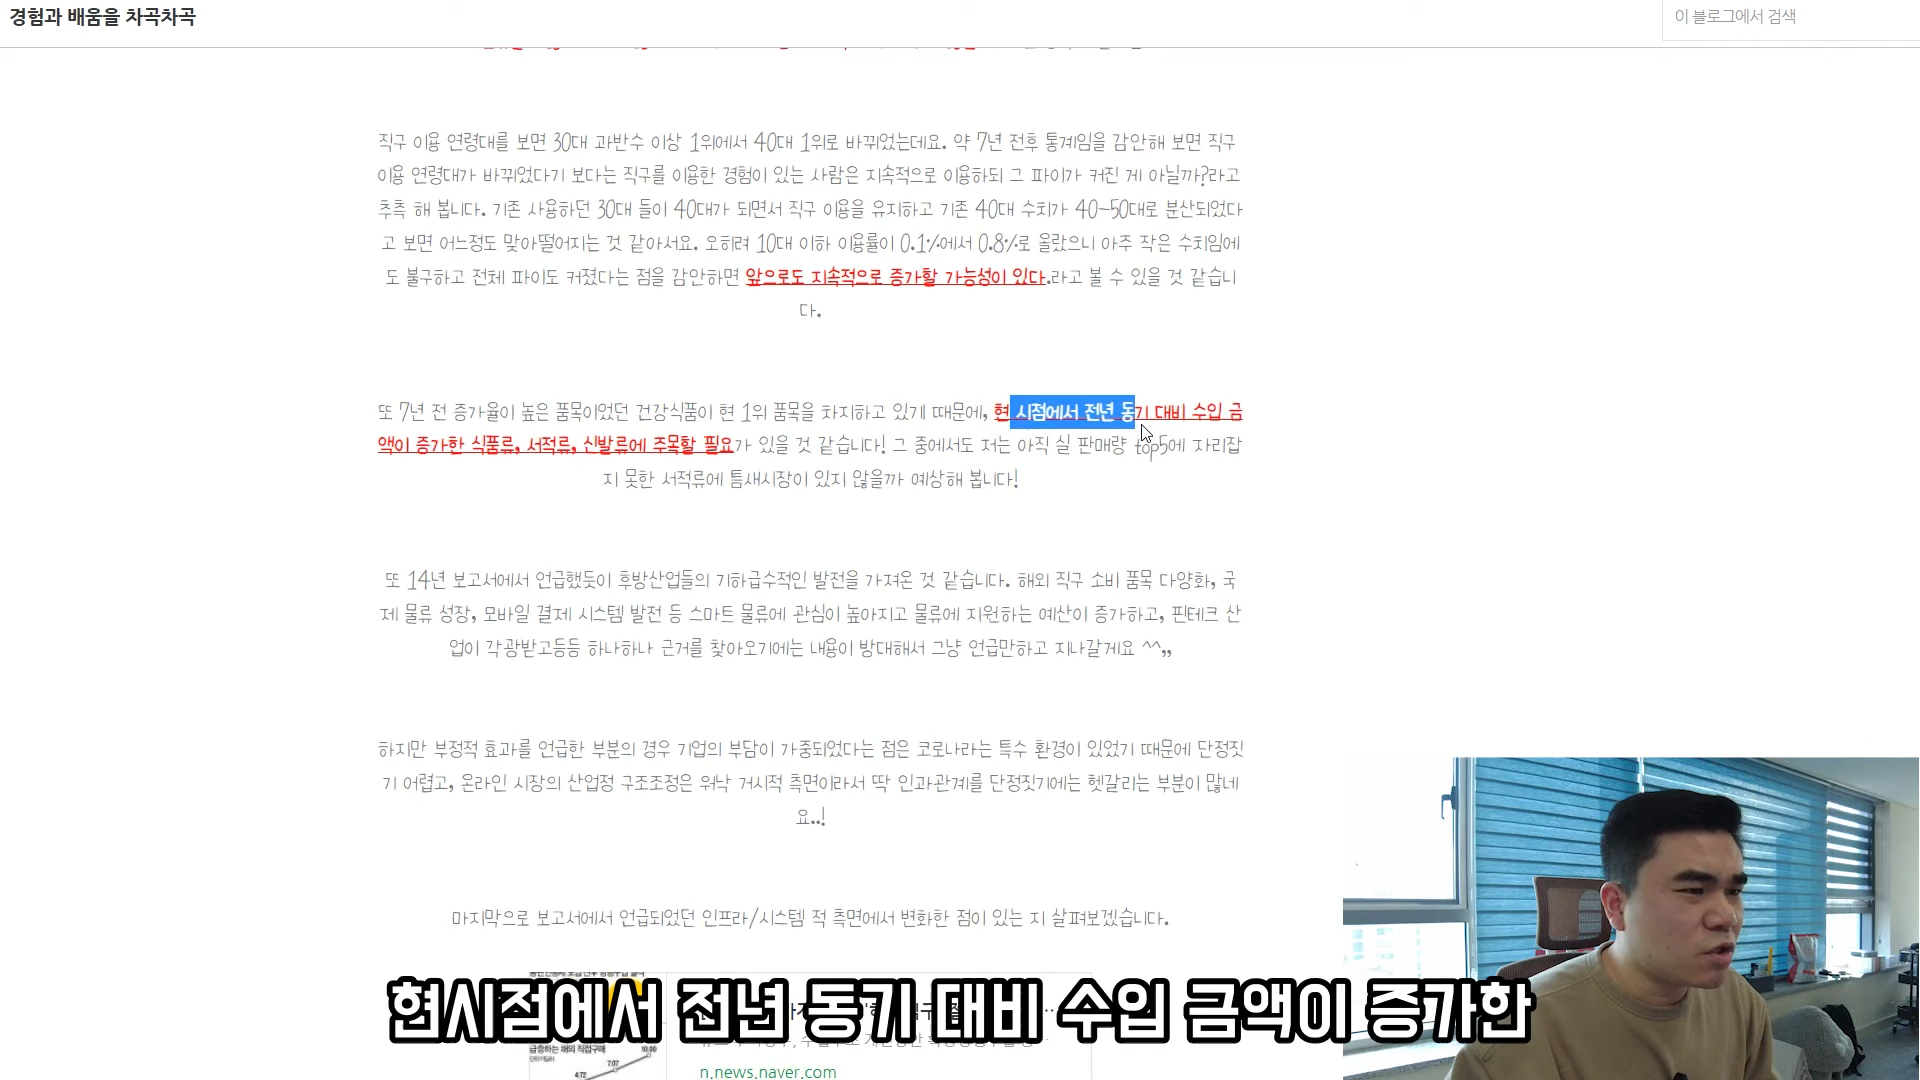 경험과 배움을 차곡차곡
이 블로그에서 검색
직구 이용 연령대를 보면 30대 과반수 이상 1위에서 40대 1위로 바뀌었는데요. 약 7년 전후 통계임을 감안해 보면 직구
이용 연령대가 바뀌었다기 보다는 직구를 이용한 경험이 있는 사람은 지속적으로 이용하되 그 파이가 커진 게 아닐까?라고
추측 해 봅니다. 기존 사용하던 30대 들이 40대가 되면서 직구 이용을 유지하고 기존 40대 수치가 40-50대로 분산되었다
고 보면 어느정도 맞아떨어지는 것 같아서요. 오히려 10대 이하 이용률이 0.1%에서 0.8%로 올랐으니 아주 작은 수치임에
도 불구하고 전체 파이도 커졌다는 점을 감안하면 앞으로도 지속적으로 증가할 가능성이 있다.라고 볼 수 있을 것 같습니
다.
또 7년 전 증가율이 높은 품목이었던 건강식품이 현 1위 품목을 차지하고 있게 때문에, 현 시점에서 전년 동기 대비 수입 금
액이 증가한 식품류, 서적류, 신발류에 주목할 필요가 있을 것 같습니다! 그 중에서도 저는 아직 실 판매량 top5에 자리잡
지 못한 서적류에 틈새시장이 있지 않을까 예상해 봅니다!
또 14년 보고서에서 언급했듯이 후방산업들의 기하급수적인 발전을 가져온 것 같습니다. 해외 직구 소비 품목 다양화, 국
제 물류 성장, 모바일 결제 시스템 발전 등 스마트 물류에 관심이 높아지고 물류에 지원하는 예산이 증가하고, 핀테크 산
업이 각광받고등등 하나하나 근거를 찾아오기에는 내용이 방대해서 그냥 언급만하고 지나갈게요 ^^,,
하지만 부정적 효과를 언급한 부분의 경우 기업의 부담이 가중되었다는 점은 코로나라는 특수 환경이 있었기 때문에 단정짓
기 어렵고, 온라인 시장의 산업정 구조조정은 워낙 거시적 측면이라서 딱 인과관계를 단정짓기에는 헷갈리는 부분이 많네
요..!
마지막으로 보고서에서 언급되었던 인프라/시스템 적 측면에서 변화한 점이 있는 지 살펴보겠습니다.
현시점에서 전년 동기 대비 수입 금액이 증가한
급증하는 해외 직접구매
4.72
7.07
10.00
n.news.naver.com